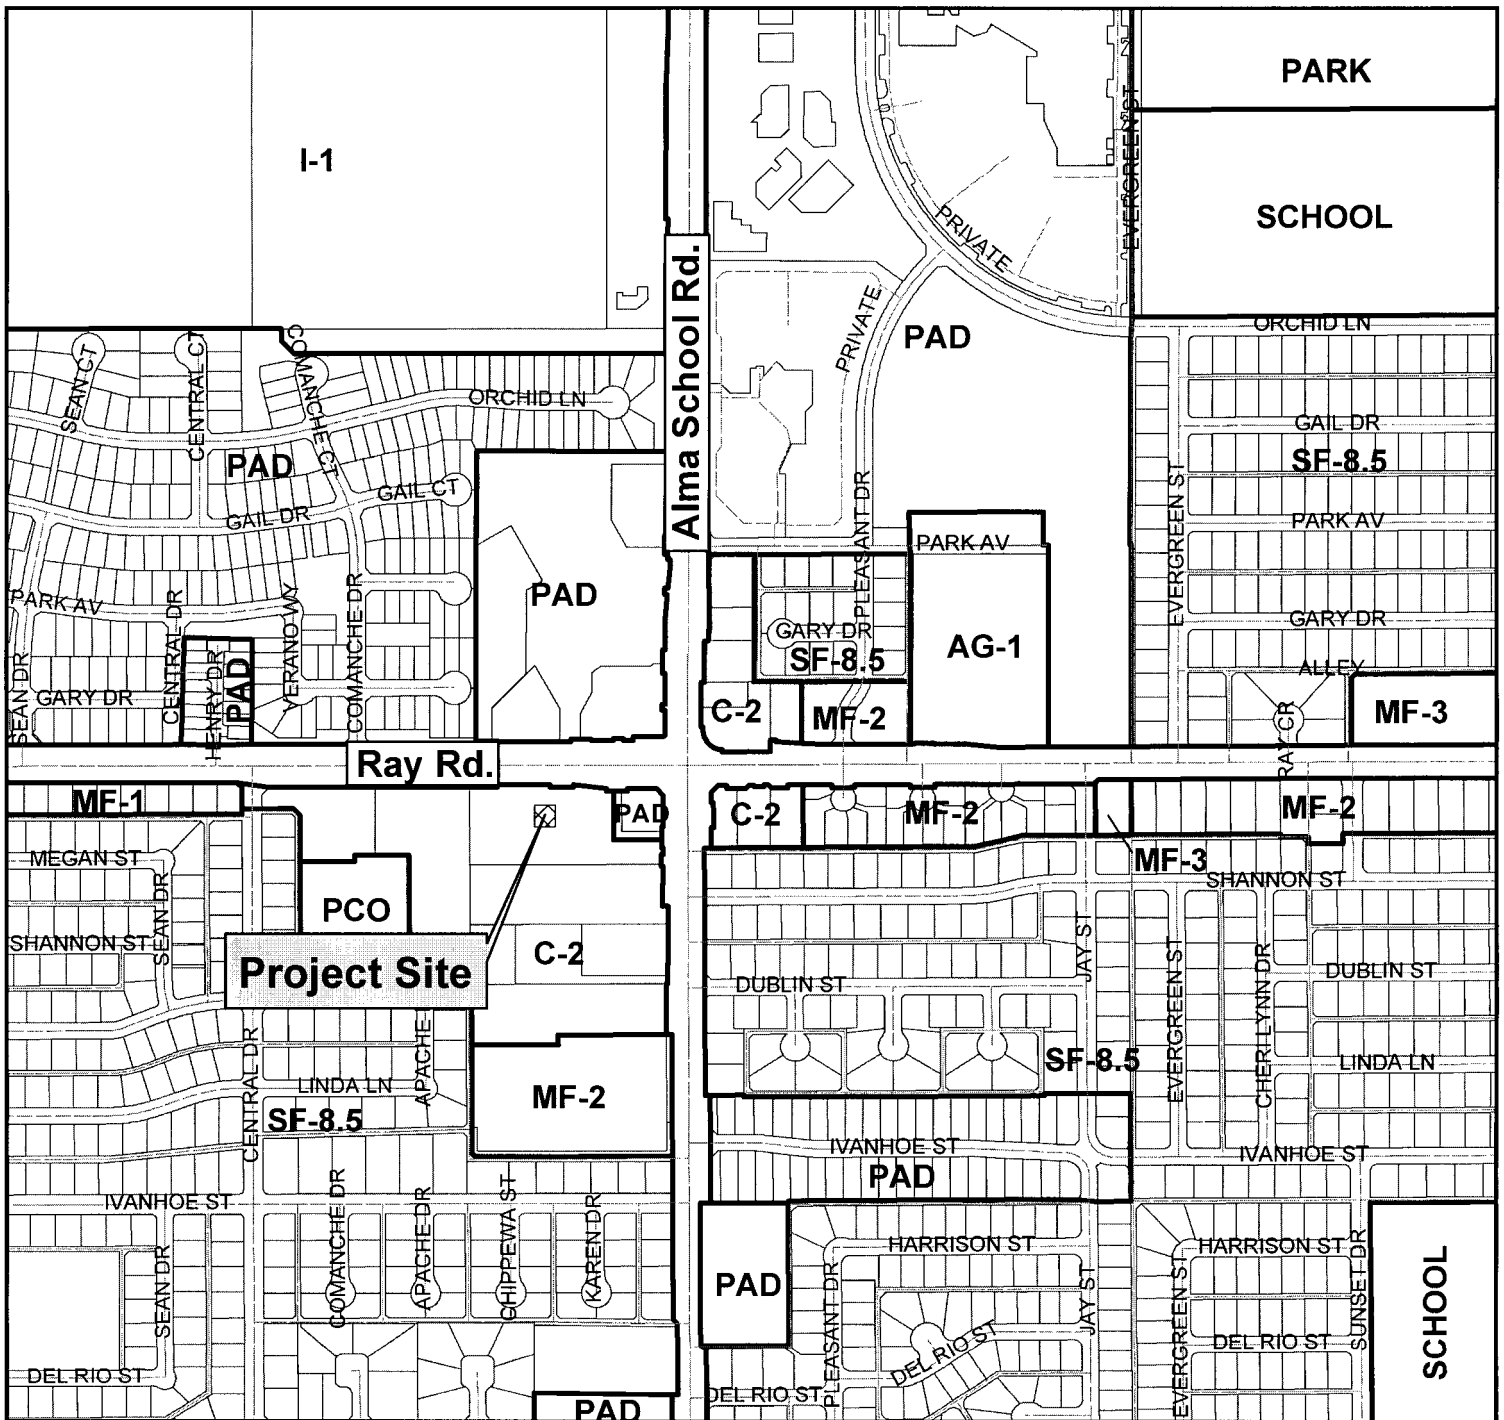 PARK
I-1
SCHOOL
EVERGREEN ST
PRIVATE
Alma School Rd.
PRIVATE
PAD
ORCHID LN
SEAN CT
CENTRAL CT
COMANCHE CT
ORCHID LN
GAIL DR
PAD
SF-8.5
GAIL CT
GAIL DR
PLEASANT DR
EVERGREEN ST
PARK AV
PARK AV
PARK AV
CENTRAL DR
VERANO WY
COMANCHE DR
PAD
GARY DR
GARY DR
SF-8.5
AG-1
ALLEY
SEAN DR
GARY DR
HENRY DR
PAD
C-2
MF-2
RAY CR
MF-3
Ray Rd.
MF-1
PAD
C-2
MF-2
MF-2
MEGAN ST
MF-3
SHANNON ST
SEAN DR
PCO
SHANNON ST
C-2
JAY ST
EVERGREEN ST
CHERILYNN DR
Project Site
DUBLIN ST
DUBLIN ST
CENTRAL DR
APACHE
LINDA LN
SF-8.5
LINDA LN
MF-2
SF-8.5
IVANHOE ST
IVANHOE ST
PAD
IVANHOE ST
COMANCHE DR
APACHE DR
CHIPPEWA ST
KAREN DR
HARRISON ST
HARRISON ST
SEAN DR
PAD
PLEASANT DR
JAY ST
EVERGREEN ST
SUNSET DR
SCHOOL
DEL RIO ST
DEL RIO ST
DEL RIO ST
DEL RIO ST
PAD